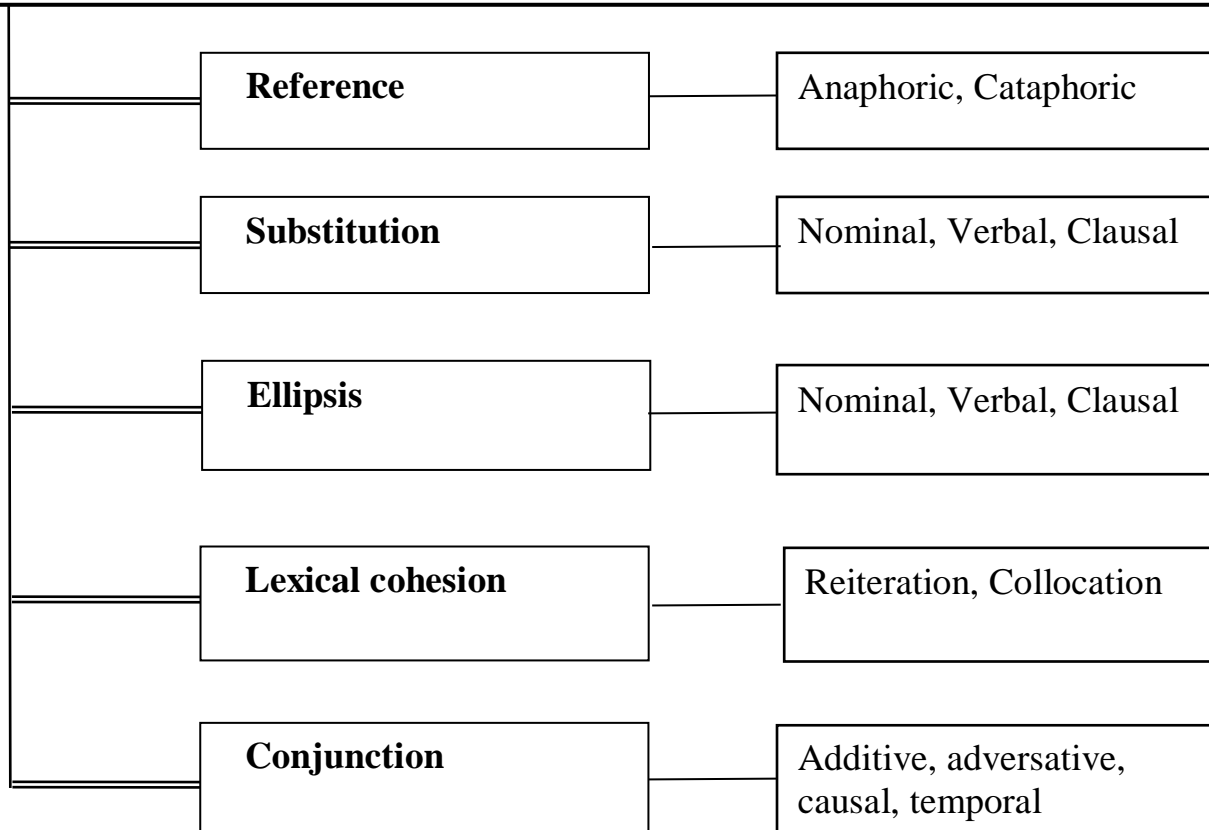 Reference
Anaphoric, Cataphoric
Substitution
Nominal, Verbal, Clausal
Ellipsis
Nominal, Verbal, Clausal
Lexical cohesion
Reiteration, Collocation
Conjunction
Additive, adversative,
causal, temporal